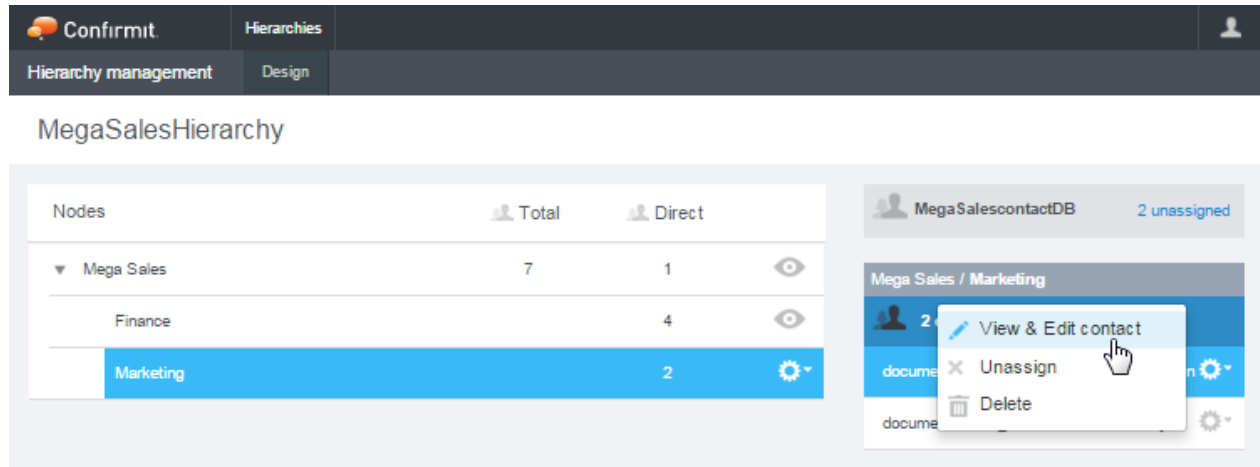 Confirmit. Hierarchies
Hierarchy management Design
MegaSalesHierarchy
Nodes Total Direct
Mega Sales 7 1
Finance 4
Marketing 2
MegaSalescontactDB 2 unassigned
Mega Sales / Marketing
2
View & Edit contact
Unassign
Delete